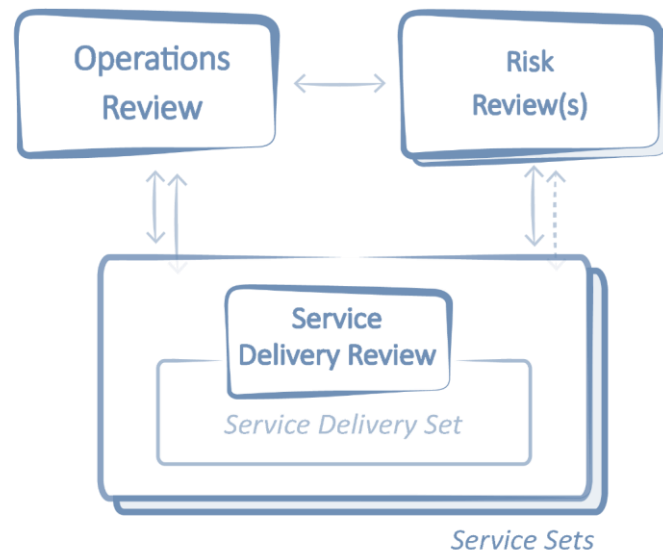 Operations
Review
Risk
Review(s)
Service
Delivery Review
Service Delivery Set
Service Sets